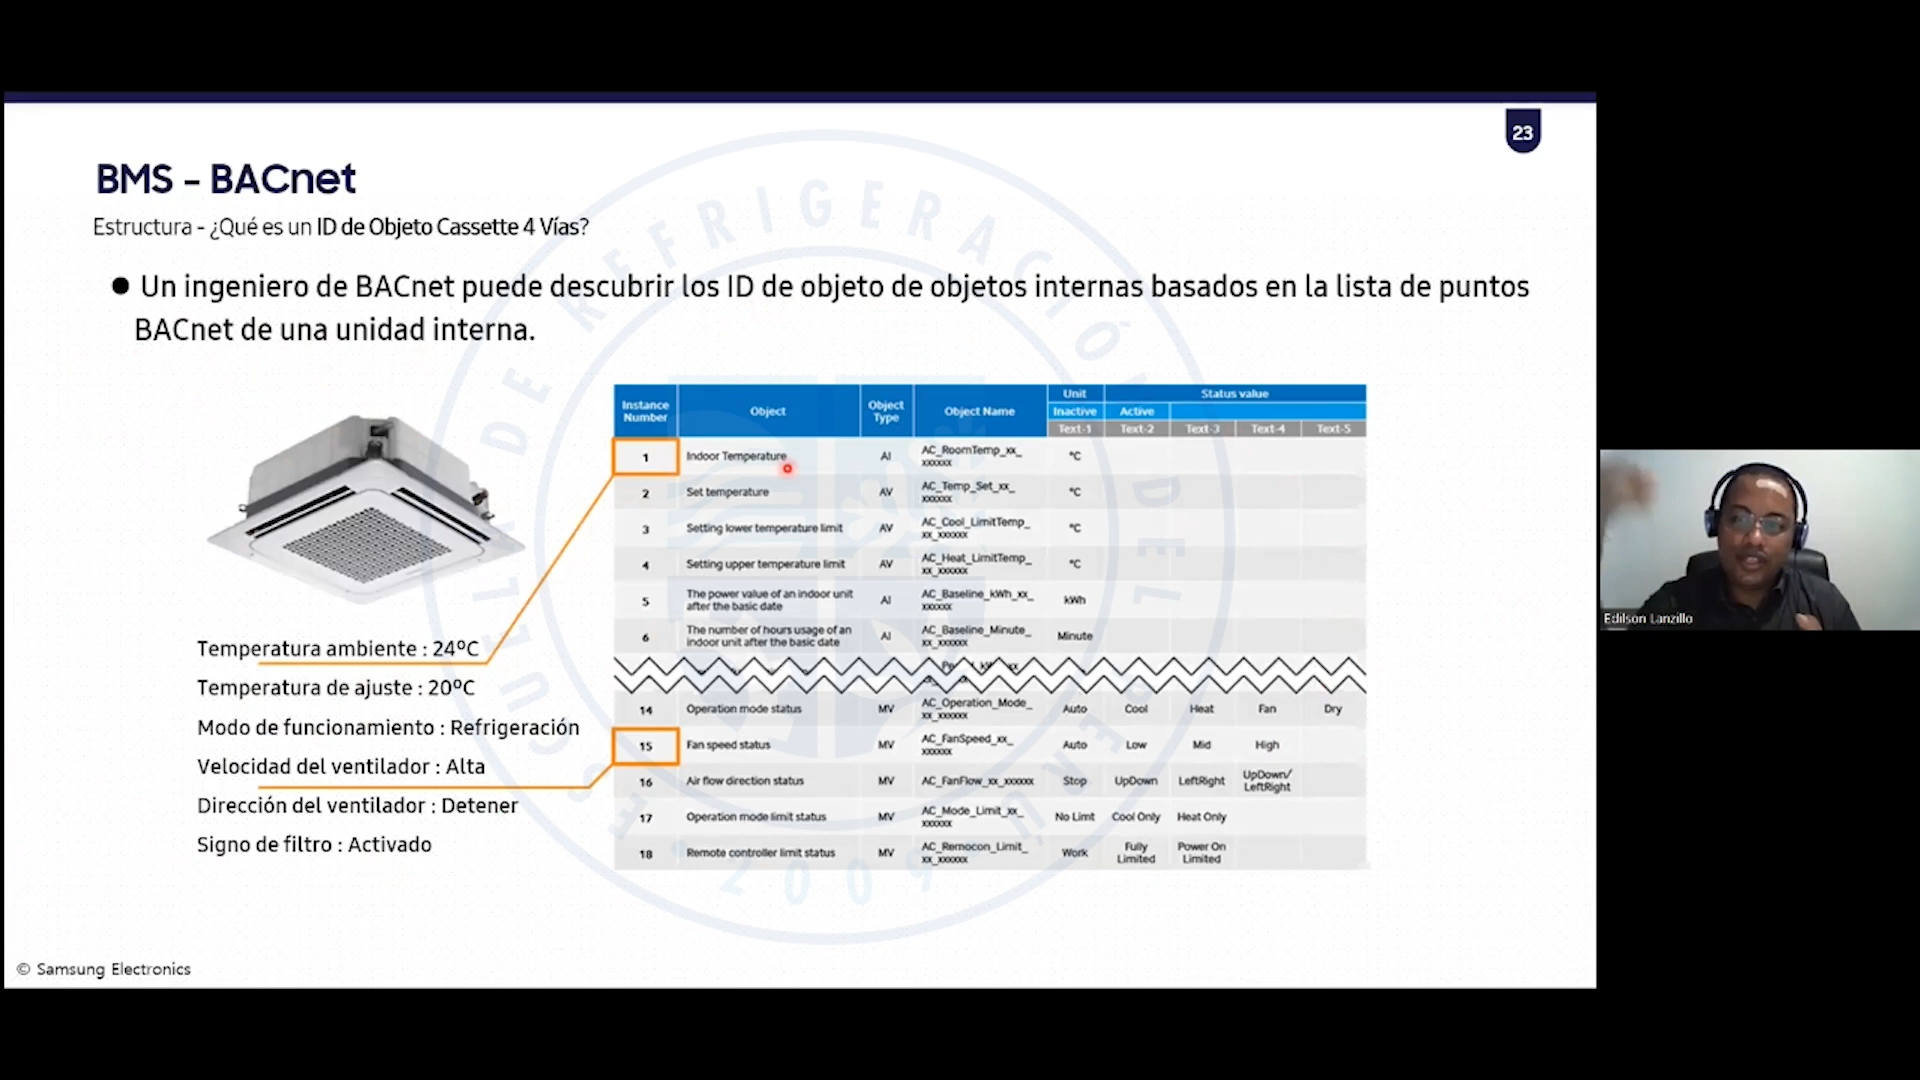 23
BMS - BACnet
Estructura - ¿Qué es un ID de Objeto Cassette 4 Vías?
● Un ingeniero de BACnet puede descubrir los ID de objeto de objetos internas basados en la lista de puntos
BACnet de una unidad interna.
Instance Number Object Object Type Object Name Unit Status value
Inactive Active
Text-1 Text-2 Text-3 Text-4 Text-5
1 Indoor Temperature AI AC_RoomTemp_xx_xxxxxx °C
2 Set temperature AV AC_Temp_Set_xx_xxxxxx °C
3 Setting lower temperature limit AV AC_Cool_LimitTemp_xx_xxxxxx °C
4 Setting upper temperature limit AV AC_Heat_LimitTemp_xx_xxxxxx °C
5 The power value of an indoor unit after the basic date AI AC_Baseline_kWh_xx_xxxxxx kWh
6 The number of hours usage of an indoor unit after the basic date AI AC_Baseline_Minute_xx_xxxxxx Minute
14 Operation mode status MV AC_Operation_Mode_xx_xxxxxx Auto Cool Heat Fan Dry
15 Fan speed status MV AC_FanSpeed_xx_xxxxxx Auto Low Mid High
16 Air flow direction status MV AC_FanFlow_xx_xxxxxx Stop UpDown LeftRight UpDown/LeftRight
17 Operation mode limit status MV AC_Mode_Limit_xx_xxxxxx No Limt Cool Only Heat Only
18 Remote controller limit status MV AC_Remocon_Limit_xx_xxxxxx Work Fully Limited Power On Limited
Temperatura ambiente : 24ºC
Temperatura de ajuste : 20ºC
Modo de funcionamiento : Refrigeración
Velocidad del ventilador : Alta
Dirección del ventilador : Detener
Signo de filtro : Activado
© Samsung Electronics
Edilson Lanzillo
ESCUELA DE REFRIGERACIÓN DEL PERÚ
2009